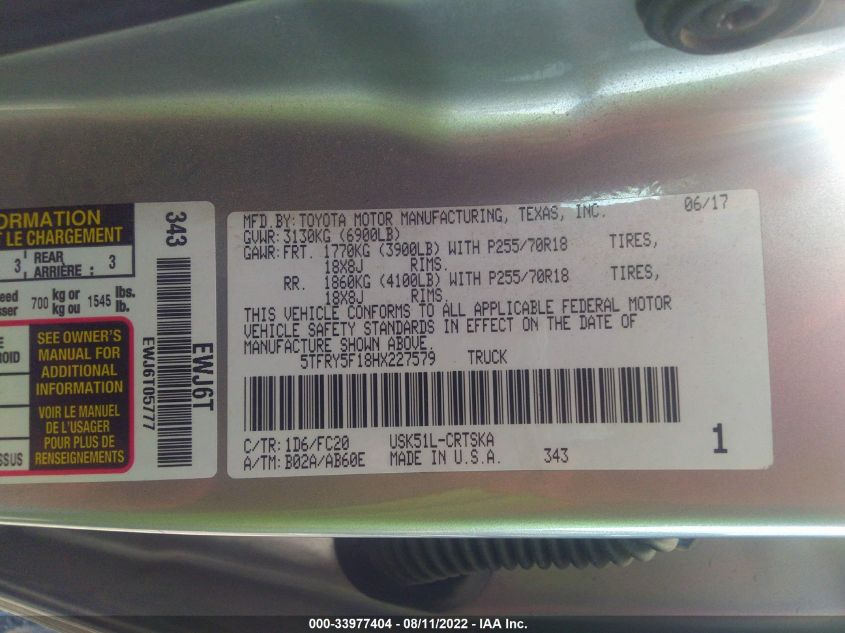 ORMATION
T LE CHARGEMENT
3 REAR ARRIÈRE : 3
eed
sser
700 kg or kg ou 1545 lbs. lb.
ROID
SSUS
SEE OWNER'S
MANUAL FOR
ADDITIONAL
INFORMATION
VOIR LE MANUEL
DE L'USAGER
POUR PLUS DE
RENSEIGNEMENTS
343
EWJ6T
EWJ6T05777
MFD.BY: TOYOTA MOTOR MANUFACTURING, TEXAS, INC. 06/17
GVWR: 3130KG (6900LB)
GAWR: FRT. 1770KG (3900LB) WITH P255/70R18 TIRES,
18X8J RIMS.
RR. 1860KG (4100LB) WITH P255/70R18 TIRES,
18X8J RIMS.
THIS VEHICLE CONFORMS TO ALL APPLICABLE FEDERAL MOTOR
VEHICLE SAFETY STANDARDS IN EFFECT ON THE DATE OF
MANUFACTURE SHOWN ABOVE.
5TFRY5F18HX227579 TRUCK
C/TR: 1D6/FC20 USK51L-CRTSKA
A/TM: B02A/AB60E MADE IN U.S.A. 343
1
000-33977404 - 08/11/2022 - IAA Inc.